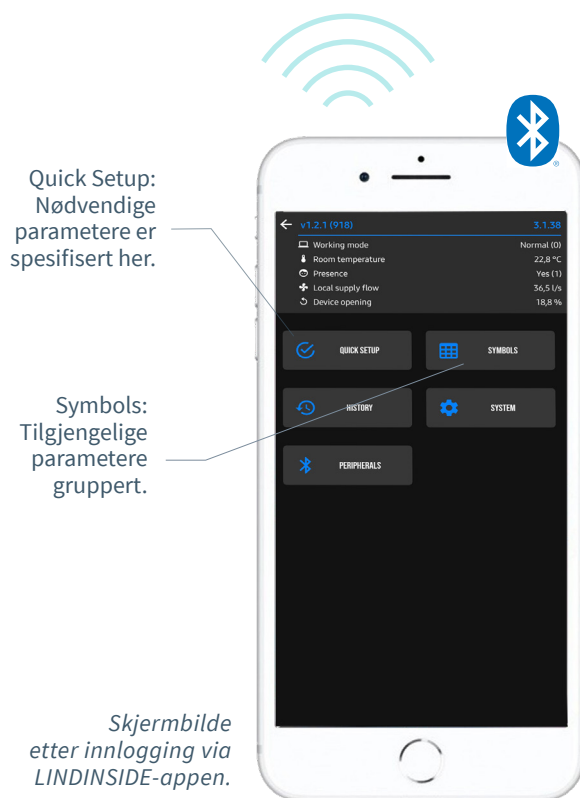 Quick Setup:
Nødvendige
parametere er
spesifisert her.
Symbols:
Tilgjengelige
parametere
gruppert.
v1.2.1 (918) 3.1.38
Working mode Normal (0)
Room temperature 22,8 °C
Presence Yes (1)
Local supply flow 36,5 l/s
Device opening 18,8 %
QUICK SETUP SYMBOLS
HISTORY SYSTEM
PERIPHERALS
Skjermbilde
etter innlogging via
LINDINSIDE-appen.